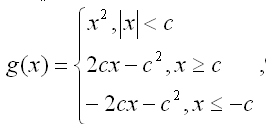 g(x) = { x², |x| < c
2cx − c², x ≥ c ,
− 2cx − c², x ≤ −c